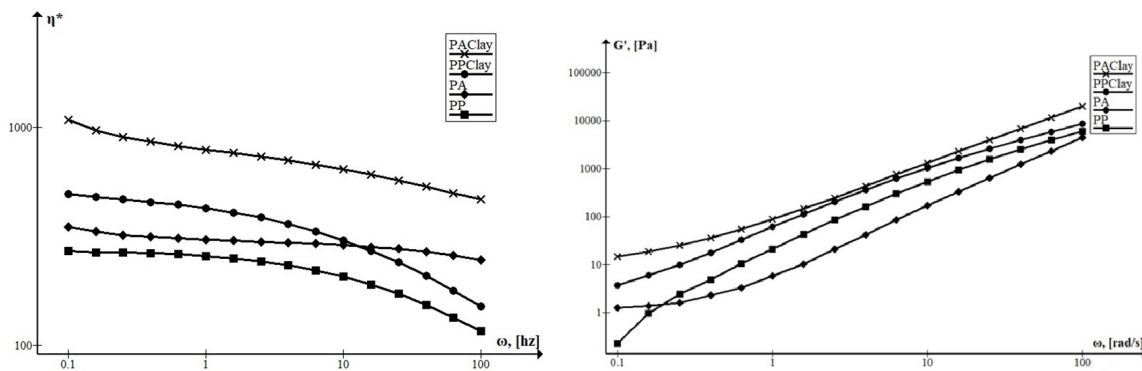 η*
PAClay
PPClay
PA
PP
1000
100
0.1
1
10
100
ω, [hz]
G', [Pa]
PAClay
PPClay
PA
PP
100000
10000
1000
100
10
1
0.1
1
10
100
ω, [rad/s]